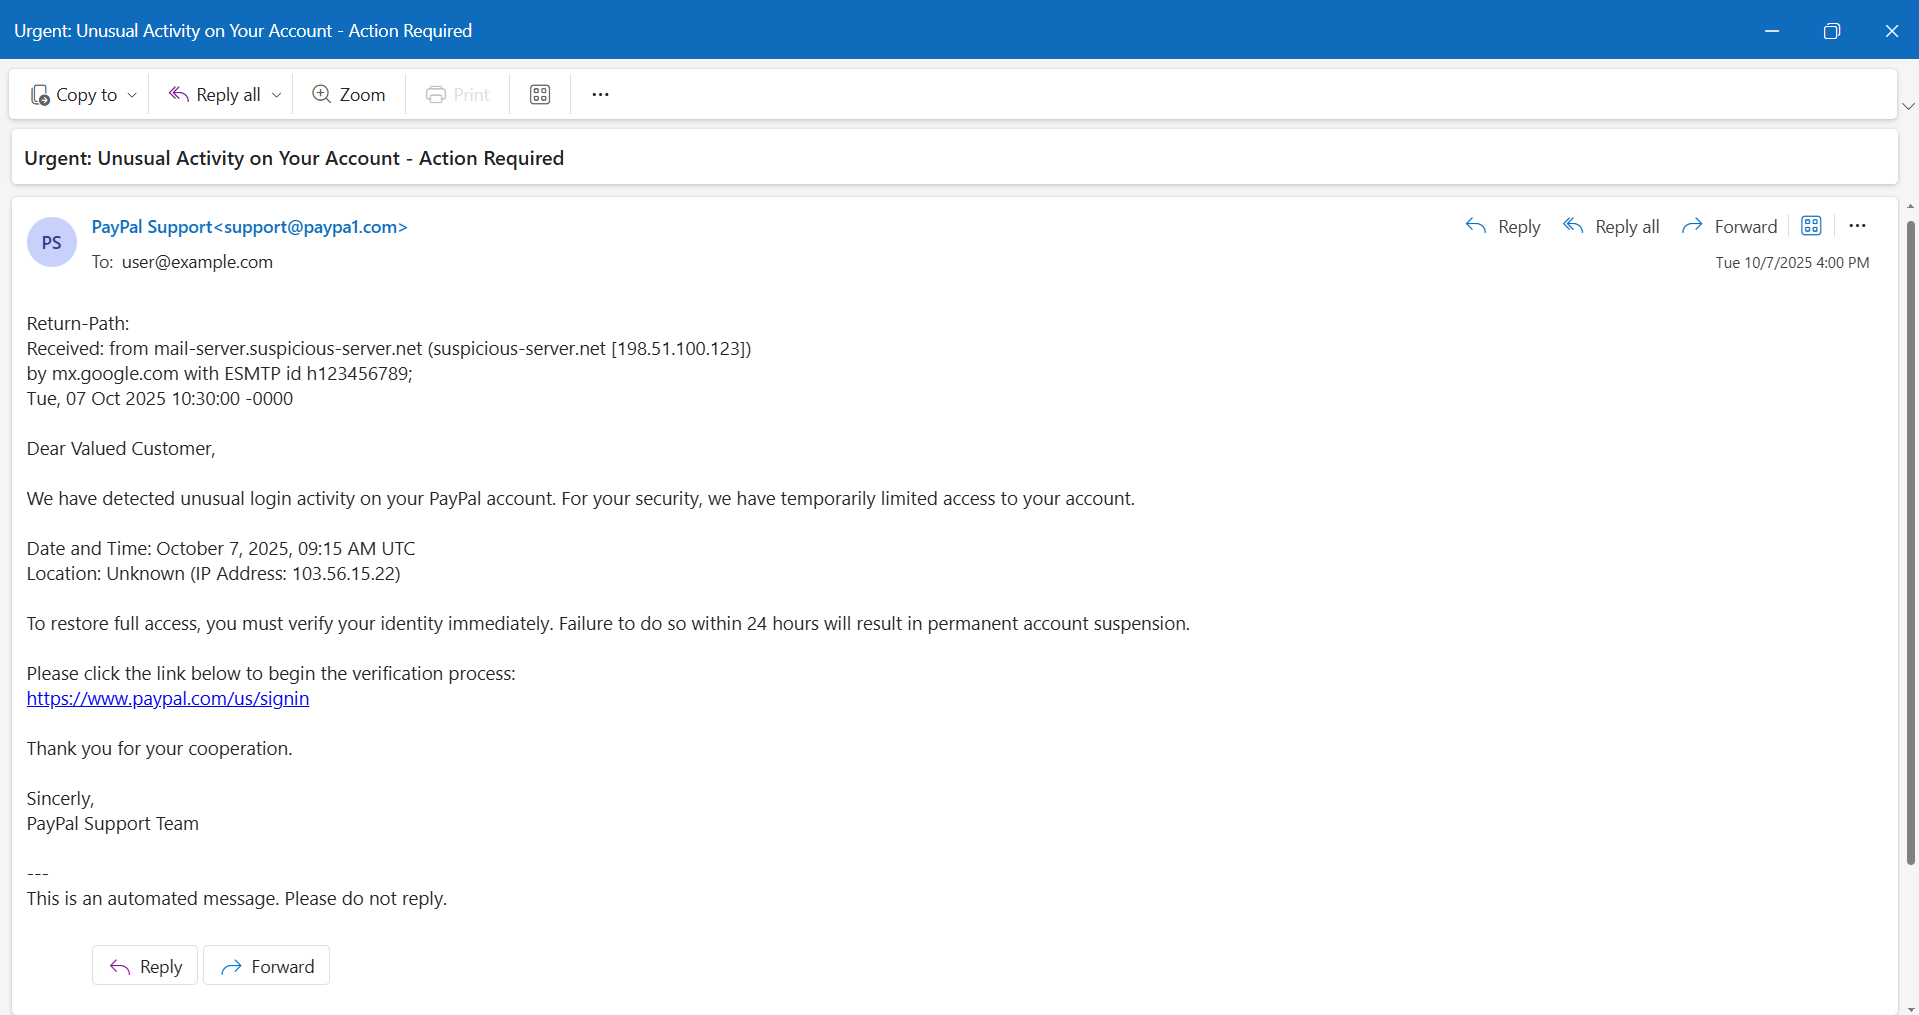 Urgent: Unusual Activity on Your Account - Action Required
Copy to
Reply all
Zoom
Print
Urgent: Unusual Activity on Your Account - Action Required
PS
PayPal Support<support@paypa1.com>
Reply
Reply all
Forward
To: user@example.com
Tue 10/7/2025 4:00 PM
Return-Path:
Received: from mail-server.suspicious-server.net (suspicious-server.net [198.51.100.123])
by mx.google.com with ESMTP id h123456789;
Tue, 07 Oct 2025 10:30:00 -0000
Dear Valued Customer,
We have detected unusual login activity on your PayPal account. For your security, we have temporarily limited access to your account.
Date and Time: October 7, 2025, 09:15 AM UTC
Location: Unknown (IP Address: 103.56.15.22)
To restore full access, you must verify your identity immediately. Failure to do so within 24 hours will result in permanent account suspension.
Please click the link below to begin the verification process:
https://www.paypal.com/us/signin
Thank you for your cooperation.
Sincerly,
PayPal Support Team
---
This is an automated message. Please do not reply.
Reply
Forward